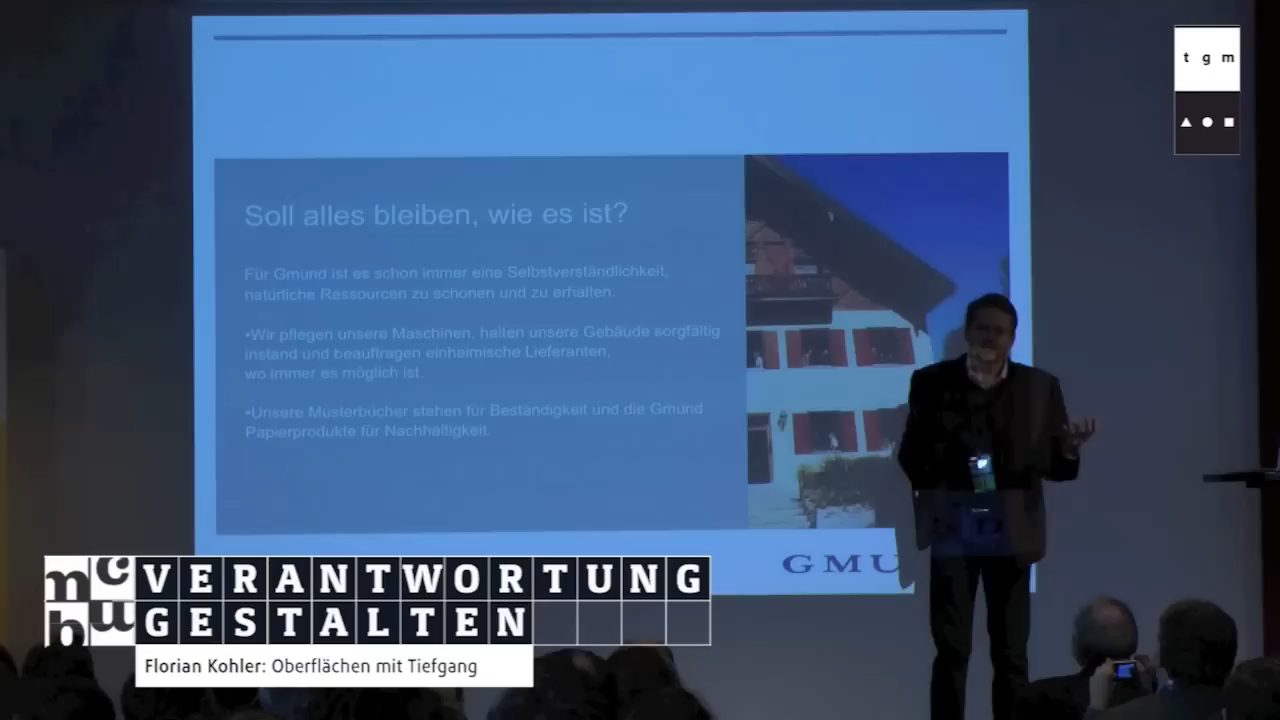 t g m
Soll alles bleiben, wie es ist?
Für Gmund ist es schon immer eine Selbstverständlichkeit,
natürliche Ressourcen zu schonen und zu erhalten.
•Wir pflegen unsere Maschinen, halten unsere Gebäude sorgfältig
instand und beauftragen einheimische Lieferanten,
wo immer es möglich ist.
•Unsere Musterbücher stehen für Beständigkeit und die Gmund
Papierprodukte für Nachhaltigkeit.
GMU
mcbw
VERANTWORTUNG
GESTALTEN
Florian Kohler: Oberflächen mit Tiefgang